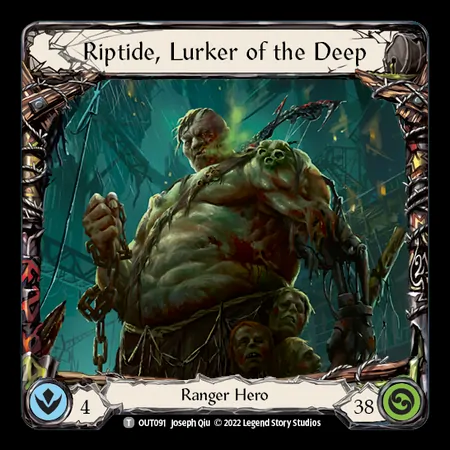 Riptide, Lurker of the Deep
Ranger Hero
4
38
T OUT091 Joseph Qiu © 2022 Legend Story Studios